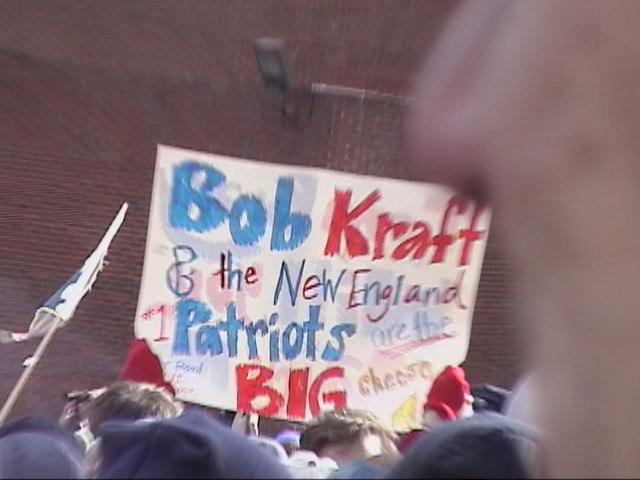 Bob Kraft
& the New England
#1 Patriots are the
BIG cheese